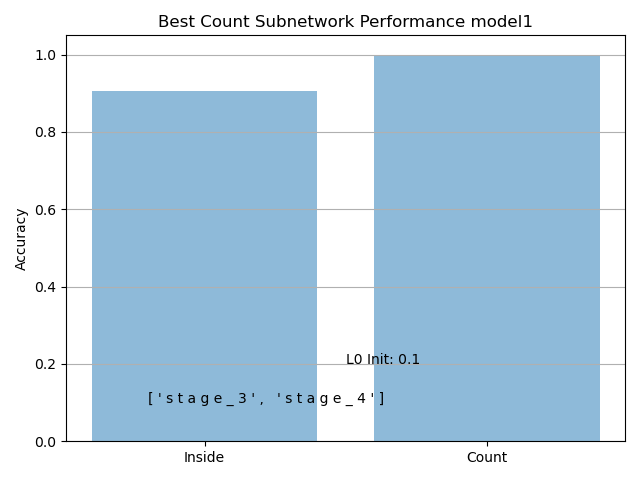 Best Count Subnetwork Performance model1
Accuracy
1.0
0.8
0.6
0.4
0.2
0.0
L0 Init: 0.1
['stage_3', 'stage_4']
Inside
Count